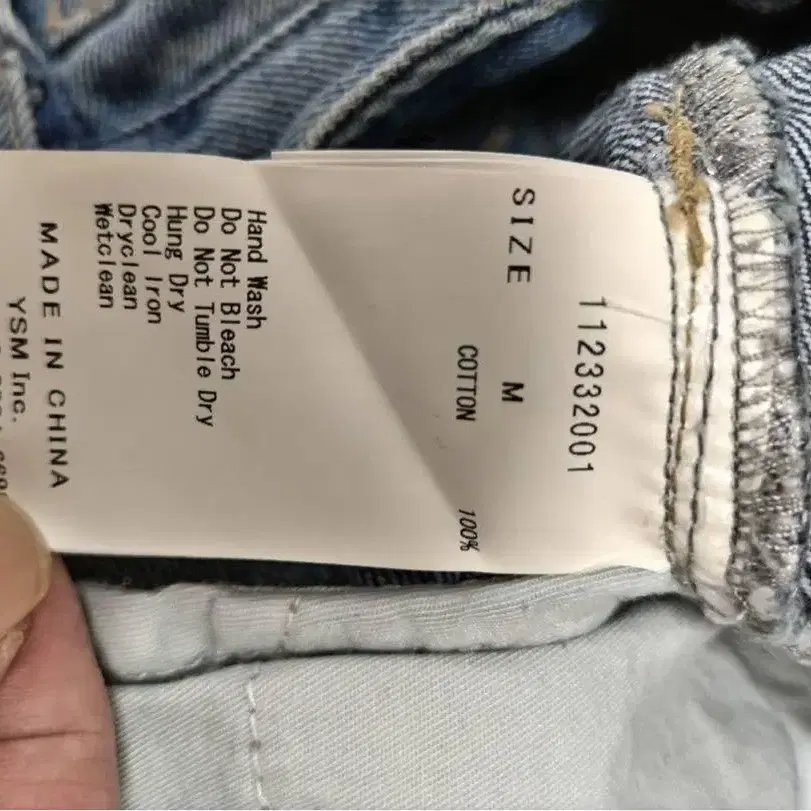 112332001
SIZE M
COTTON 100%
Hand Wash
Do Not Bleach
Do Not Tumble Dry
Hung Dry
Cool Iron
Dryclean
Wetclean
MADE IN CHINA
YSM Inc.